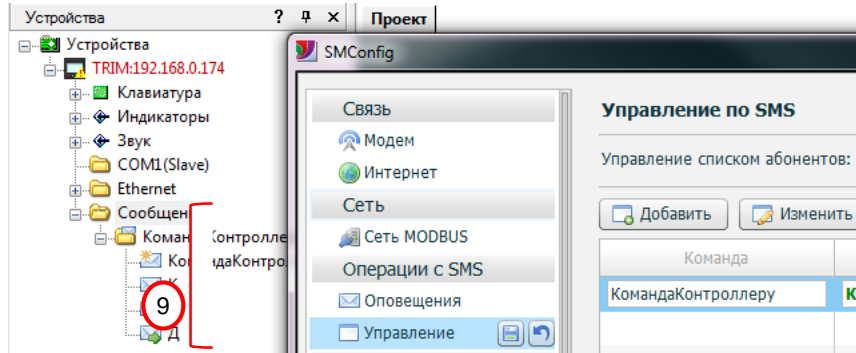 Устройства ? × Проект
Устройства
TRIM:192.168.0.174
Клавиатура
Индикаторы
Звук
COM1(Slave)
Ethernet
Сообщен
Коман Контролле
Ко
К
9
Д
SMConfig
Связь
Модем
Интернет
Сеть
Сеть MODBUS
Операции с SMS
Оповещения
Управление
Управление по SMS
Управление списком абонентов:
Добавить
Изменить
Команда
КомандаКонтроллеру К